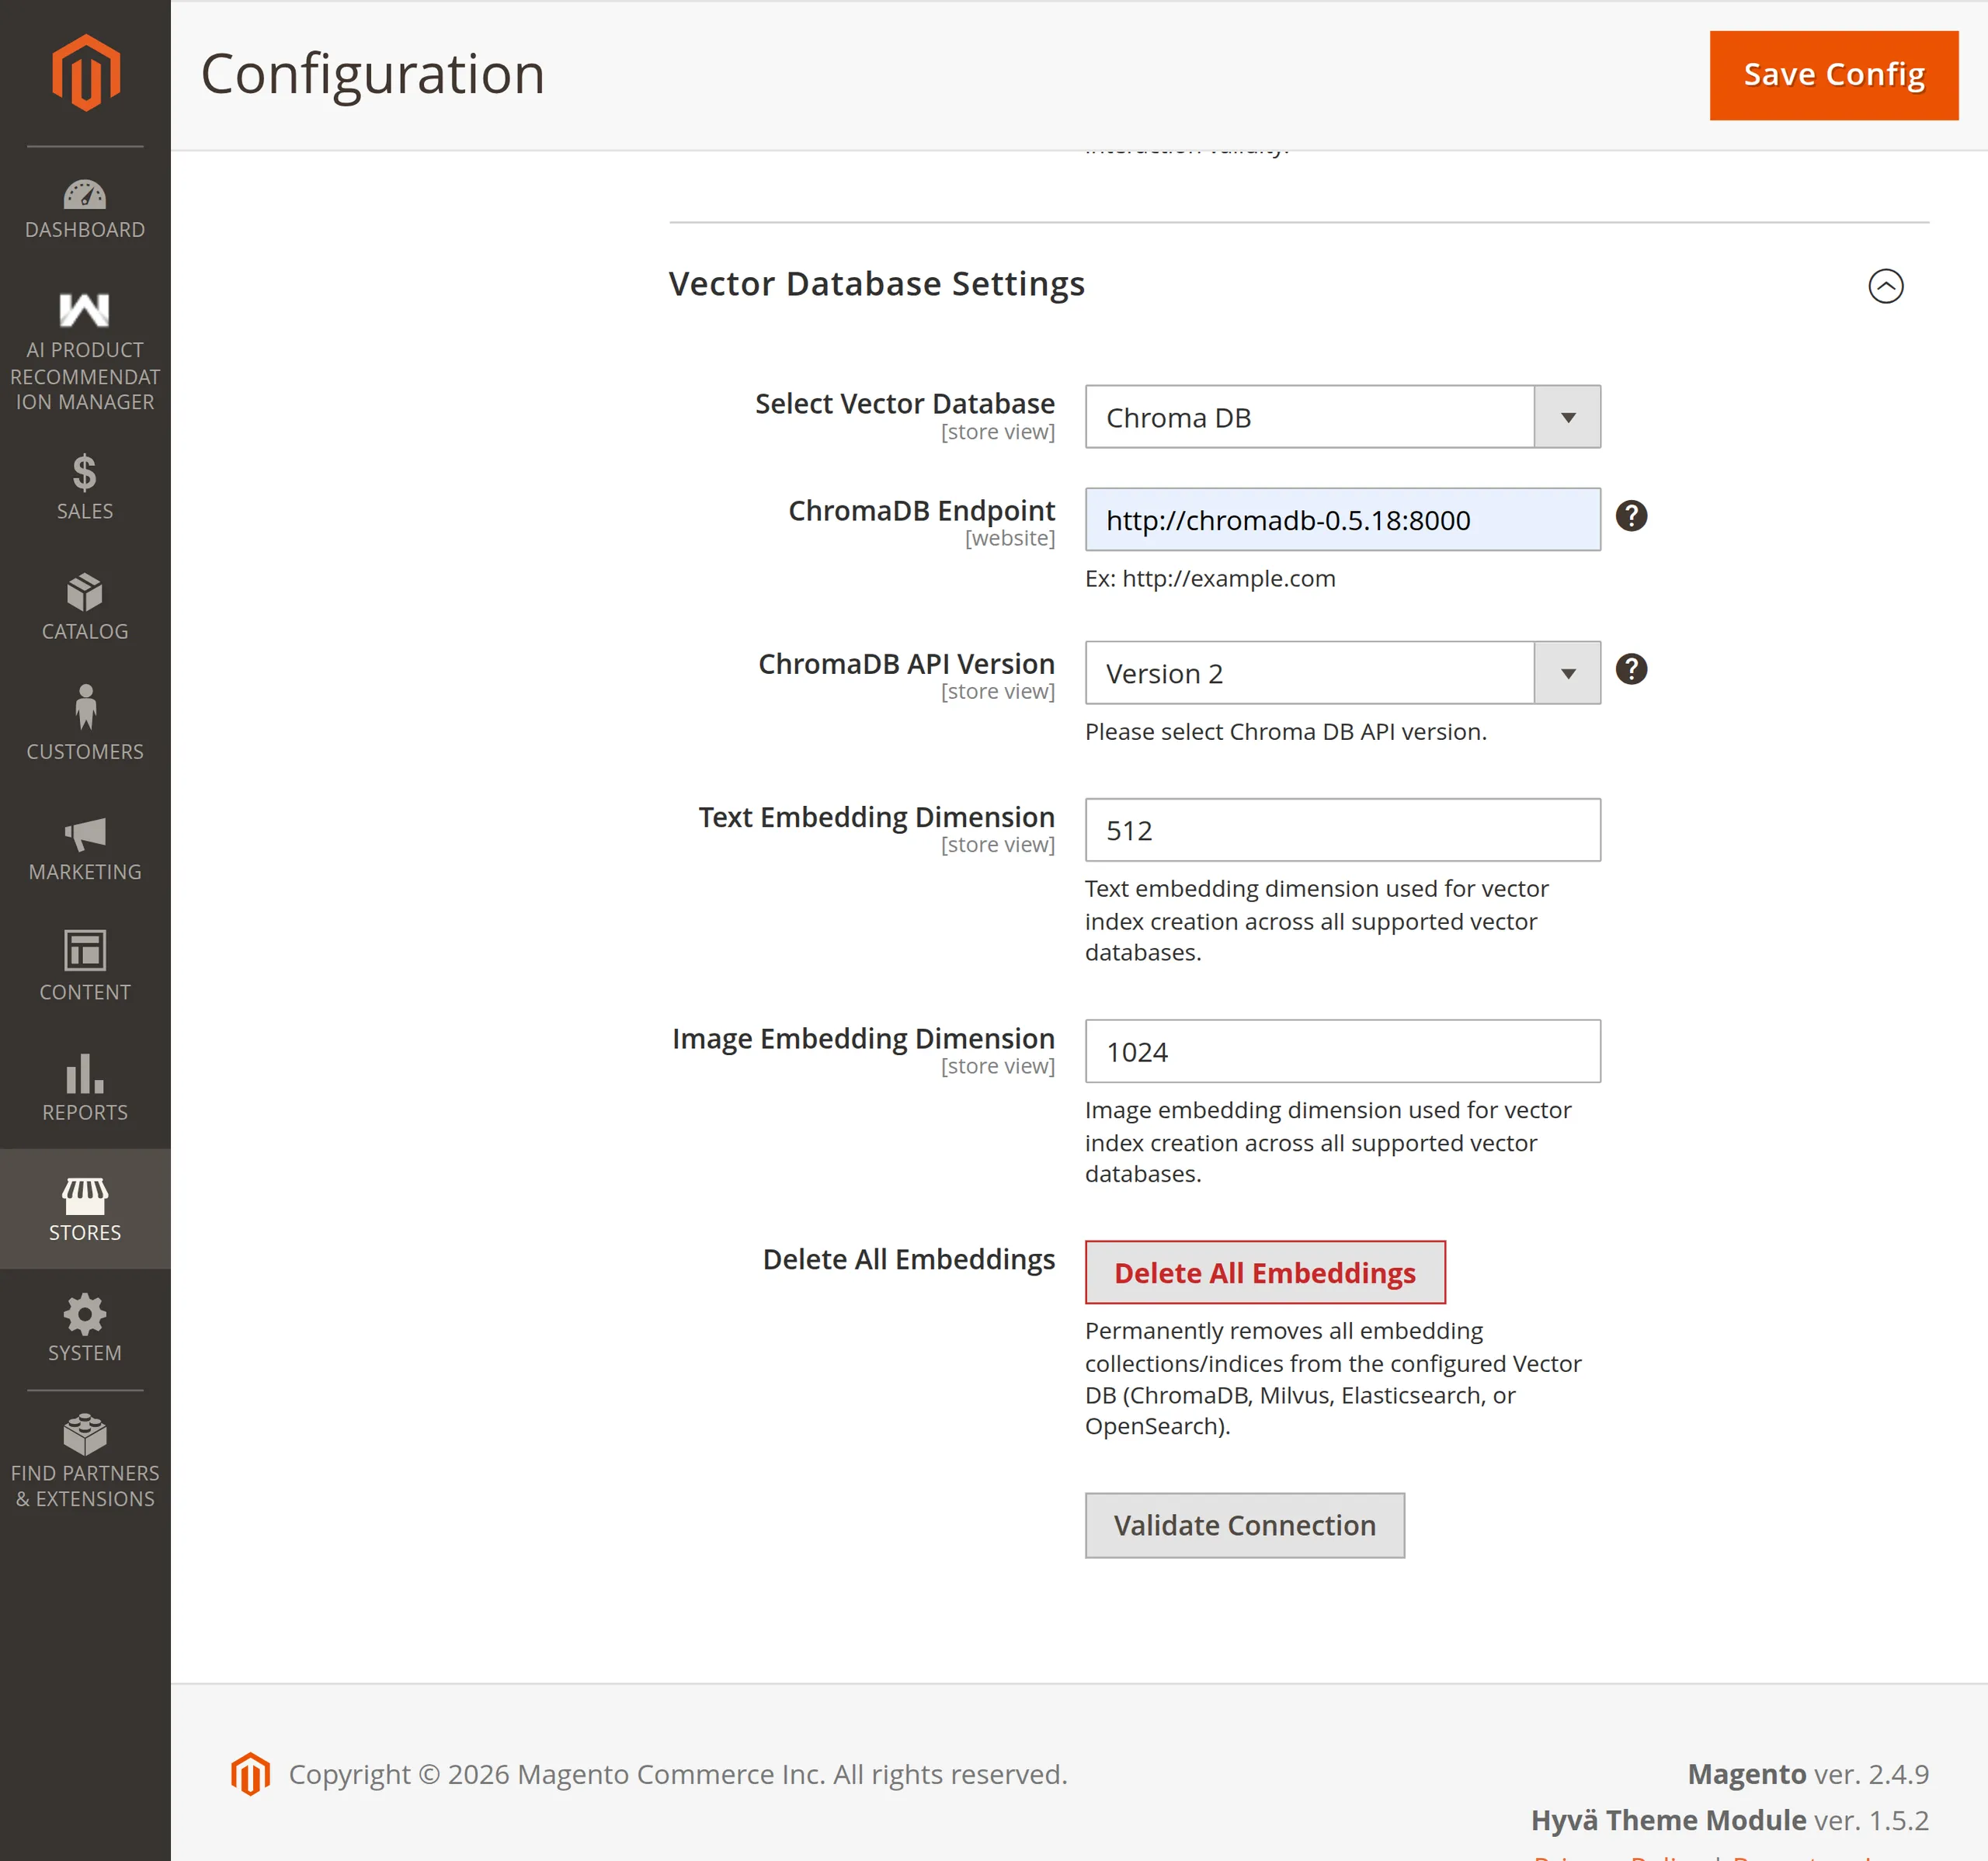 Configuration
Save Config
DASHBOARD
AI PRODUCT
RECOMMENDAT
ION MANAGER
SALES
CATALOG
CUSTOMERS
MARKETING
CONTENT
REPORTS
STORES
SYSTEM
FIND PARTNERS
& EXTENSIONS
interaction validity.
Vector Database Settings
Select Vector Database
[store view]
Chroma DB
ChromaDB Endpoint
[website]
http://chromadb-0.5.18:8000
?
Ex: http://example.com
ChromaDB API Version
[store view]
Version 2
?
Please select Chroma DB API version.
Text Embedding Dimension
[store view]
512
Text embedding dimension used for vector
index creation across all supported vector
databases.
Image Embedding Dimension
[store view]
1024
Image embedding dimension used for vector
index creation across all supported vector
databases.
Delete All Embeddings
Delete All Embeddings
Permanently removes all embedding
collections/indices from the configured Vector
DB (ChromaDB, Milvus, Elasticsearch, or
OpenSearch).
Validate Connection
Copyright © 2026 Magento Commerce Inc. All rights reserved.
Magento ver. 2.4.9
Hyvä Theme Module ver. 1.5.2